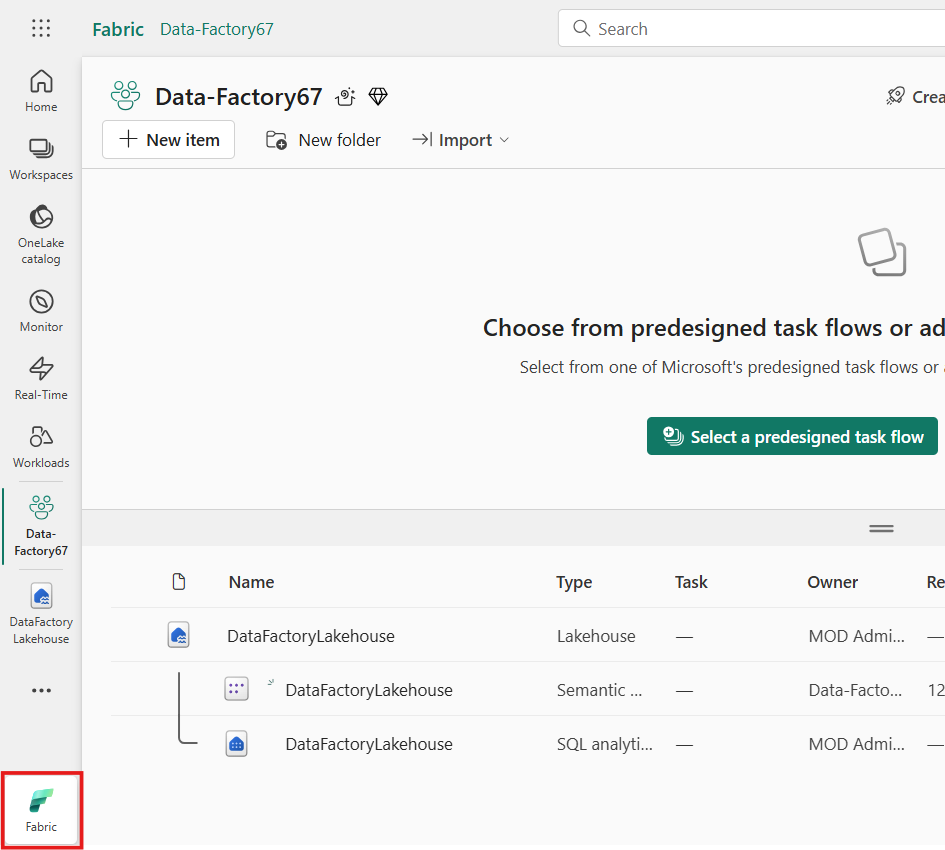 Fabric Data-Factory67
Search
Home
Workspaces
OneLake
catalog
Monitor
Real-Time
Workloads
Data-
Factory67
DataFactory
Lakehouse
Fabric
Data-Factory67
Crea
New item
New folder
Import
Choose from predesigned task flows or ad
Select from one of Microsoft's predesigned task flows or a
Select a predesigned task flow
Name Type Task Owner Re
DataFactoryLakehouse Lakehouse — MOD Admi... —
DataFactoryLakehouse Semantic ... — Data-Facto... 12
DataFactoryLakehouse SQL analyti... — MOD Admi... —